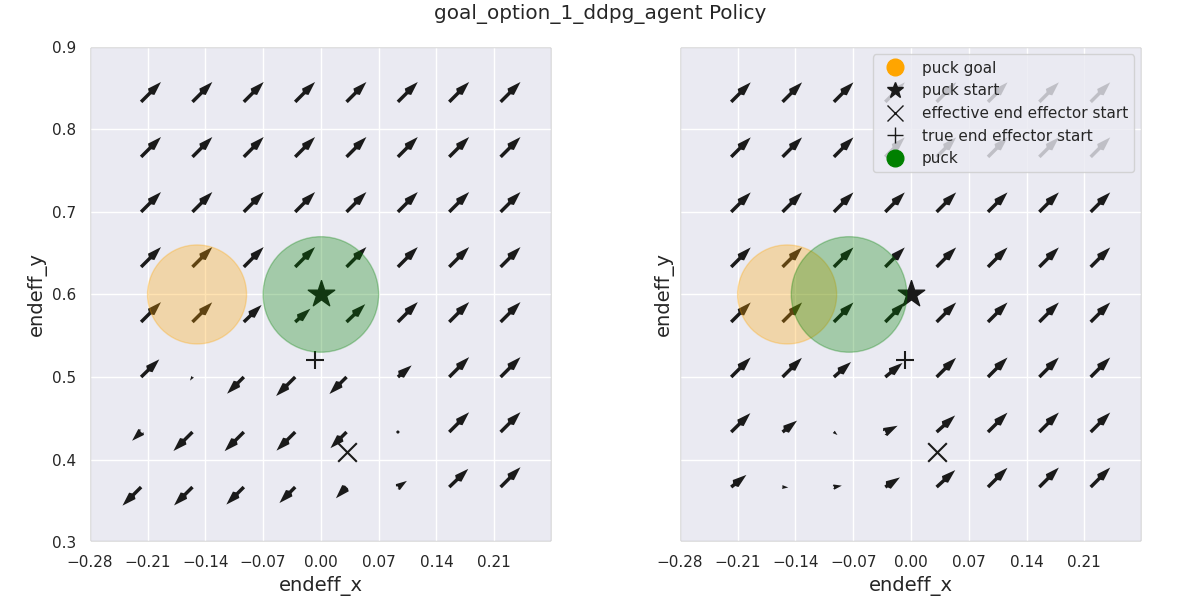 goal_option_1_ddpg_agent Policy
0.9
0.8
0.7
0.6
0.5
0.4
0.3
endeff_y
−0.28 −0.21 −0.14 −0.07 0.00 0.07 0.14 0.21
endeff_x
puck goal
puck start
effective end effector start
true end effector start
puck
endeff_y
−0.28 −0.21 −0.14 −0.07 0.00 0.07 0.14 0.21
endeff_x